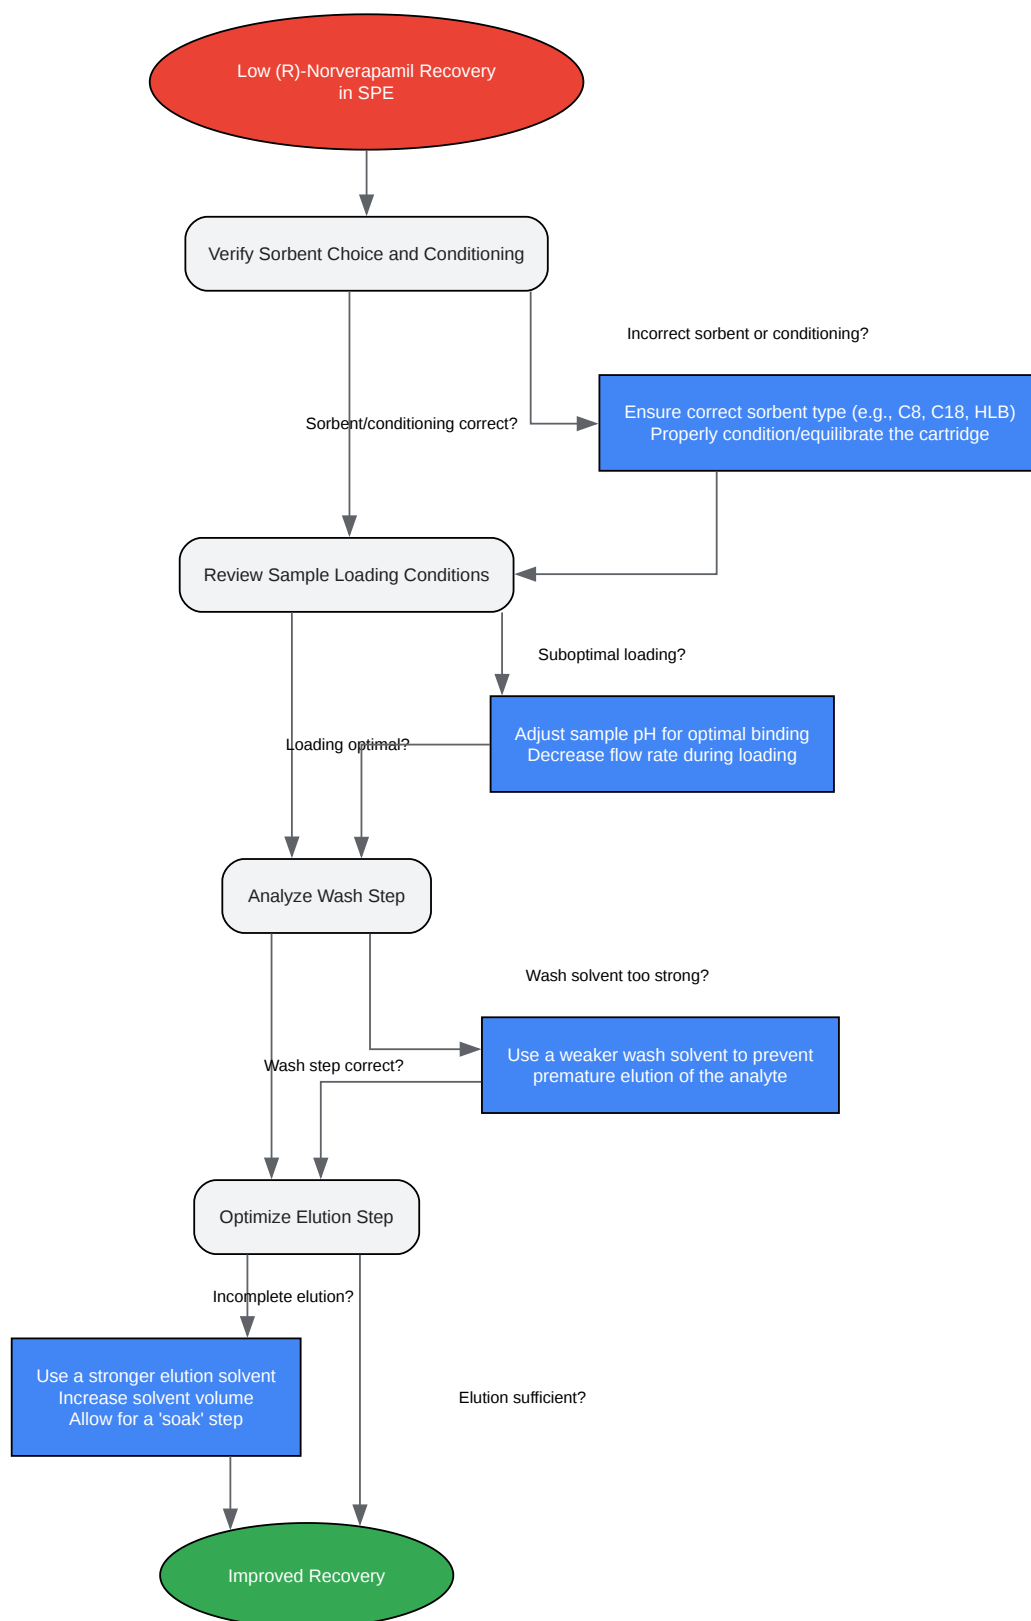 Low (R)-Norverapamil Recovery
in SPE
Verify Sorbent Choice and Conditioning
Incorrect sorbent or conditioning?
Ensure correct sorbent type (e.g., C8, C18, HLB)
Properly condition/equilibrate the cartridge
Sorbent/conditioning correct?
Review Sample Loading Conditions
Suboptimal loading?
Adjust sample pH for optimal binding
Decrease flow rate during loading
Loading optimal?
Analyze Wash Step
Wash solvent too strong?
Use a weaker wash solvent to prevent
premature elution of the analyte
Wash step correct?
Optimize Elution Step
Incomplete elution?
Use a stronger elution solvent
Increase solvent volume
Allow for a 'soak' step
Elution sufficient?
Improved Recovery